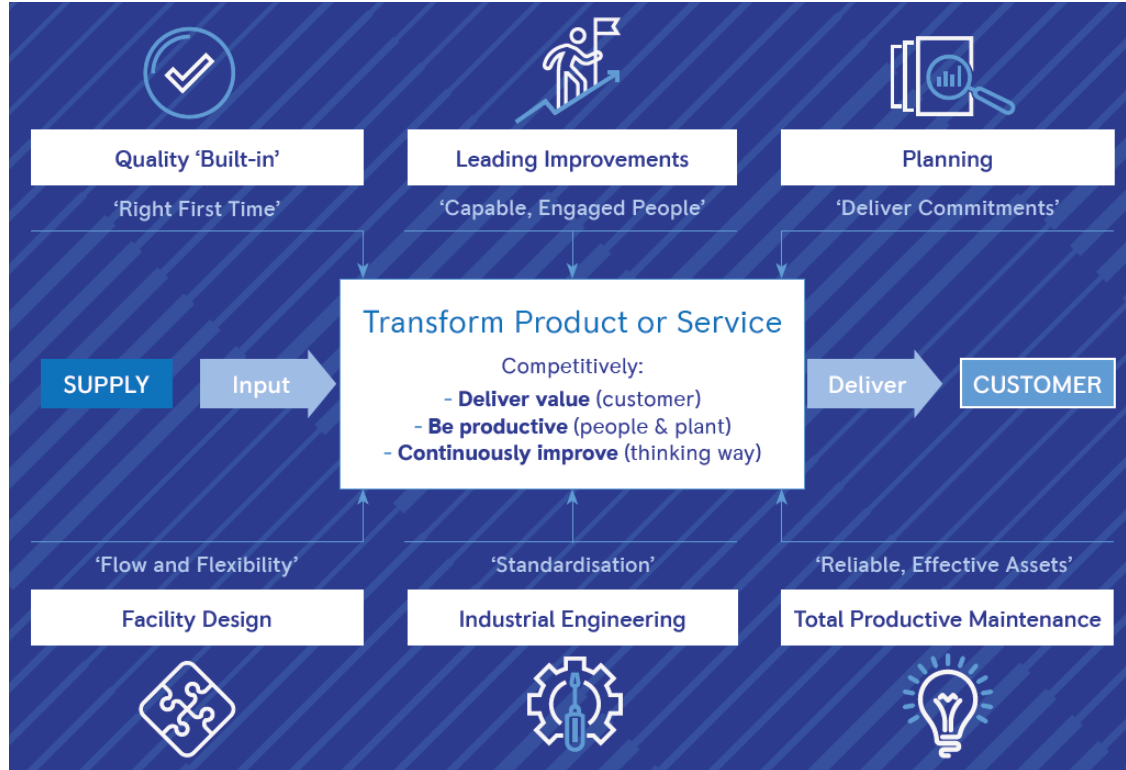 Quality ‘Built-in’
Leading Improvements
Planning
‘Right First Time’
‘Capable, Engaged People’
‘Deliver Commitments’
Transform Product or Service
Competitively:
- Deliver value (customer)
- Be productive (people & plant)
- Continuously improve (thinking way)
SUPPLY
Input
Deliver
CUSTOMER
‘Flow and Flexibility’
‘Standardisation’
‘Reliable, Effective Assets’
Facility Design
Industrial Engineering
Total Productive Maintenance